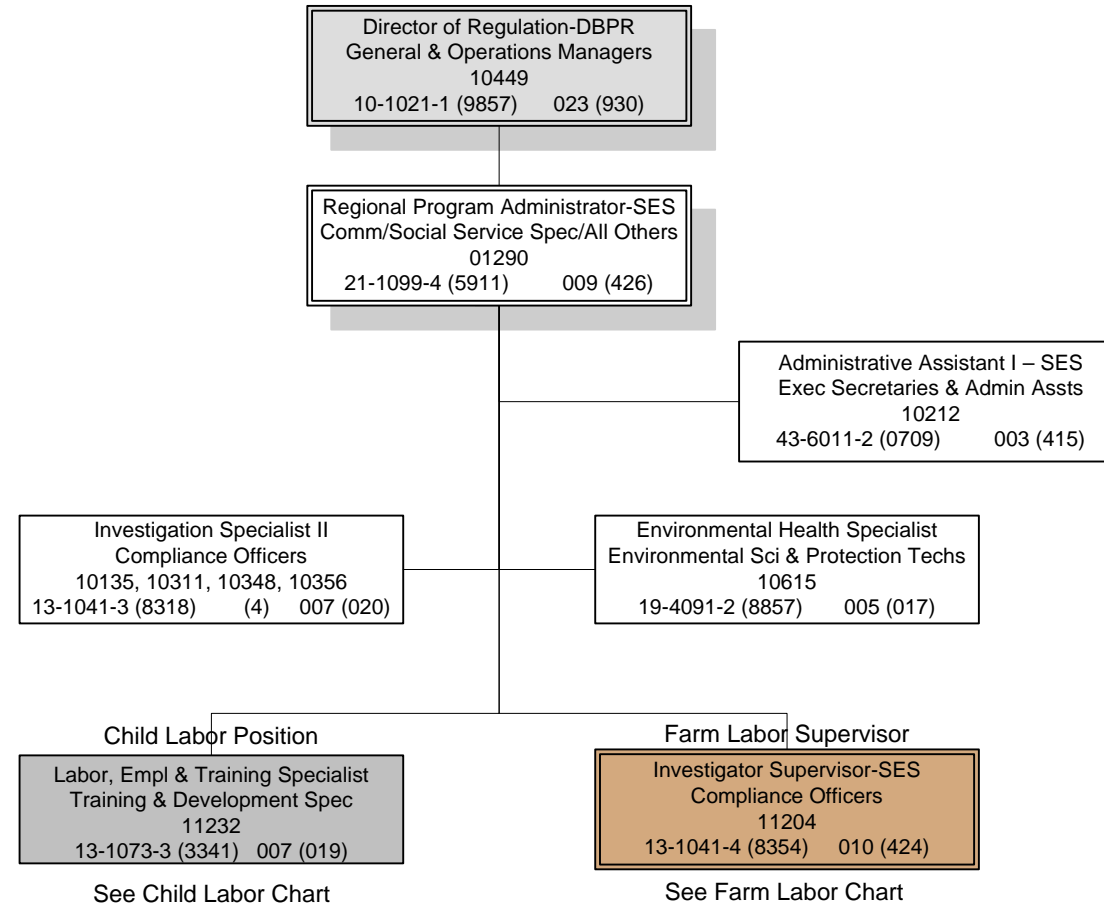 Director of Regulation-DBPR
General & Operations Managers
10449
10-1021-1 (9857) 023 (930)
Regional Program Administrator-SES
Comm/Social Service Spec/All Others
01290
21-1099-4 (5911) 009 (426)
Administrative Assistant I – SES
Exec Secretaries & Admin Assts
10212
43-6011-2 (0709) 003 (415)
Investigation Specialist II
Compliance Officers
10135, 10311, 10348, 10356
13-1041-3 (8318) (4) 007 (020)
Environmental Health Specialist
Environmental Sci & Protection Techs
10615
19-4091-2 (8857) 005 (017)
Child Labor Position
Labor, Empl & Training Specialist
Training & Development Spec
11232
13-1073-3 (3341) 007 (019)
See Child Labor Chart
Farm Labor Supervisor
Investigator Supervisor-SES
Compliance Officers
11204
13-1041-4 (8354) 010 (424)
See Farm Labor Chart